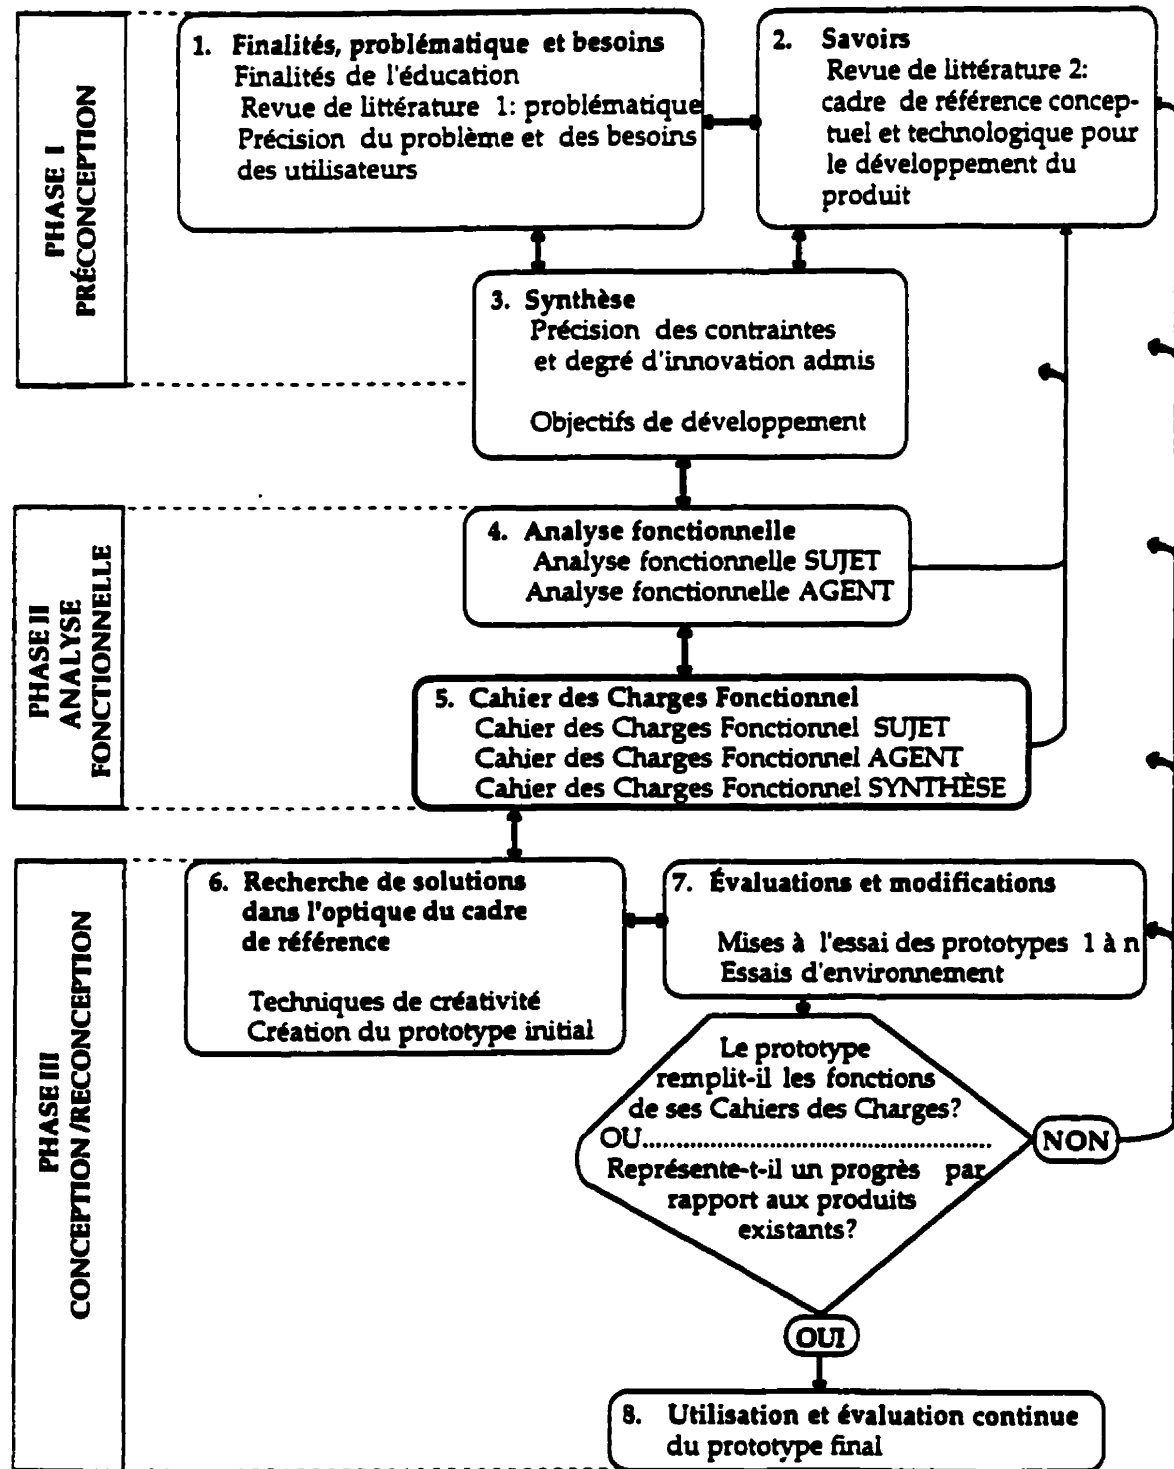 PHASE I
PRÉCONCEPTION
1. Finalités, problématique et besoins
Finalités de l'éducation
Revue de littérature 1: problématique
Précision du problème et des besoins
des utilisateurs
2. Savoirs
Revue de littérature 2:
cadre de référence concep-
tuel et technologique pour
le développement du
produit
3. Synthèse
Précision des contraintes
et degré d'innovation admis
Objectifs de développement
PHASE II
ANALYSE
FONCTIONNELLE
4. Analyse fonctionnelle
Analyse fonctionnelle SUJET
Analyse fonctionnelle AGENT
5. Cahier des Charges Fonctionnel
Cahier des Charges Fonctionnel SUJET
Cahier des Charges Fonctionnel AGENT
Cahier des Charges Fonctionnel SYNTHÈSE
PHASE III
CONCEPTION/RECONCEPTION
6. Recherche de solutions
dans l'optique du cadre
de référence
Techniques de créativité
Création du prototype initial
7. Évaluations et modifications
Mises à l'essai des prototypes 1 à n
Essais d'environnement
Le prototype
remplit-il les fonctions
de ses Cahiers des Charges?
OU..................................................
Représente-t-il un progrès par
rapport aux produits
existants?
NON
OUI
8. Utilisation et évaluation continue
du prototype final